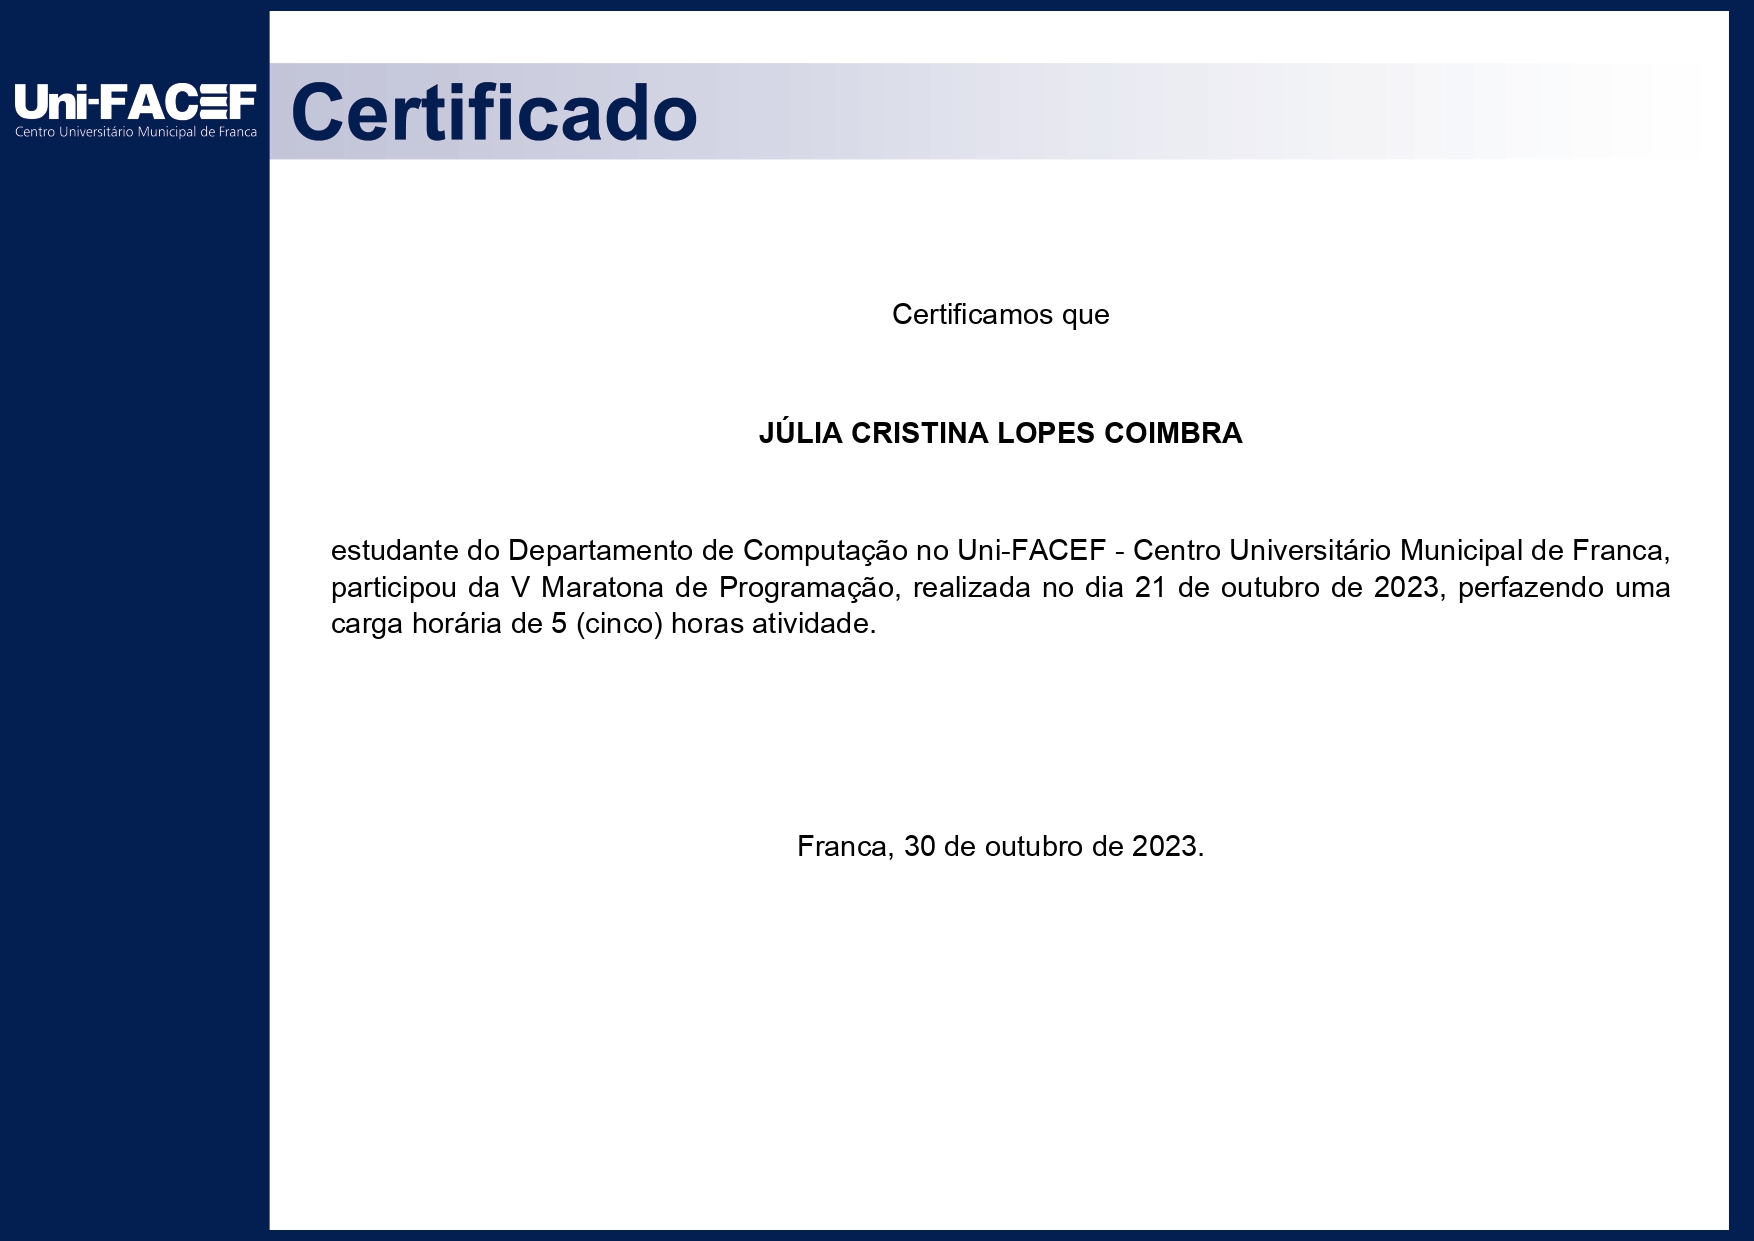 Uni-FACEF
Centro Universitário Municipal de Franca
Certificado
Certificamos que
JÚLIA CRISTINA LOPES COIMBRA
estudante do Departamento de Computação no Uni-FACEF - Centro Universitário Municipal de Franca,
participou da V Maratona de Programação, realizada no dia 21 de outubro de 2023, perfazendo uma
carga horária de 5 (cinco) horas atividade.
Franca, 30 de outubro de 2023.